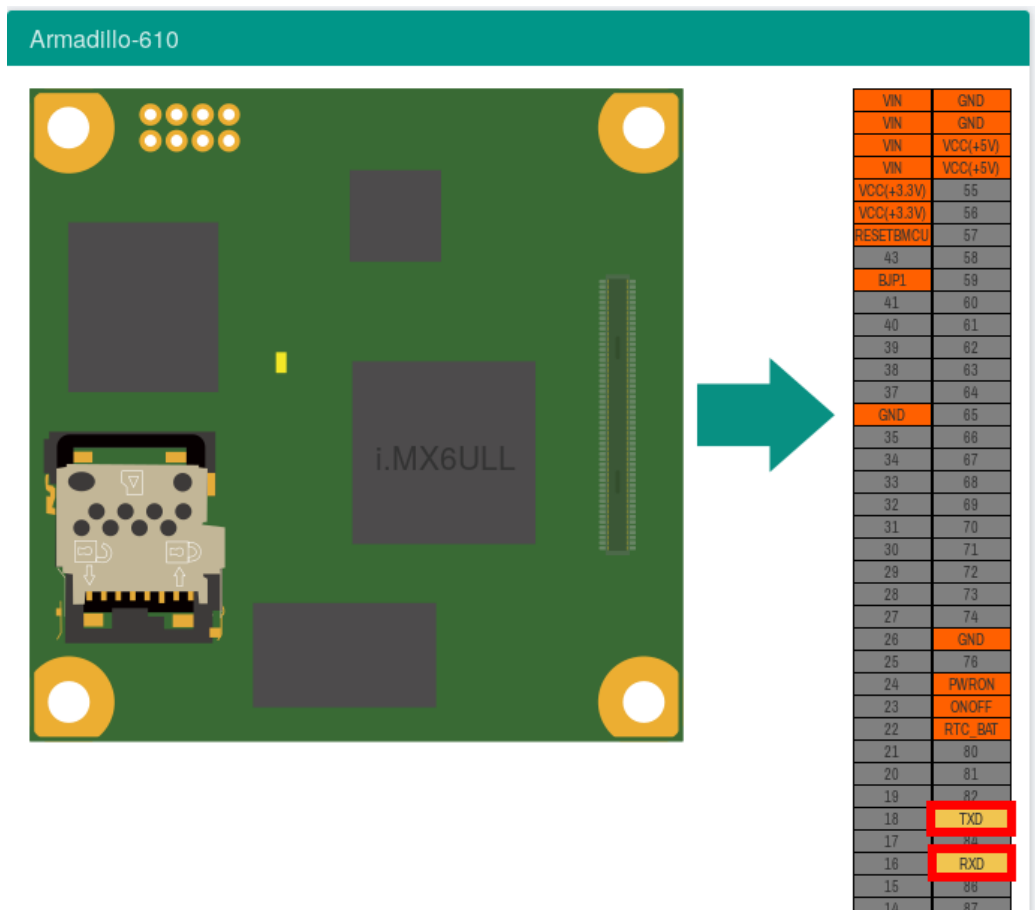 Armadillo-610
i.MX6ULL
VIN GND
VIN GND
VIN VCC(+5V)
VIN VCC(+5V)
VCC(+3.3V) 55
VCC(+3.3V) 56
RESETBMCU 57
43 58
BJP1 59
41 60
40 61
39 62
38 63
37 64
GND 65
35 66
34 67
33 68
32 69
31 70
30 71
29 72
28 73
27 74
26 GND
25 76
24 PWRON
23 ONOFF
22 RTC_BAT
21 80
20 81
19 82
18 TXD
17 84
16 RXD
15 86
14 87